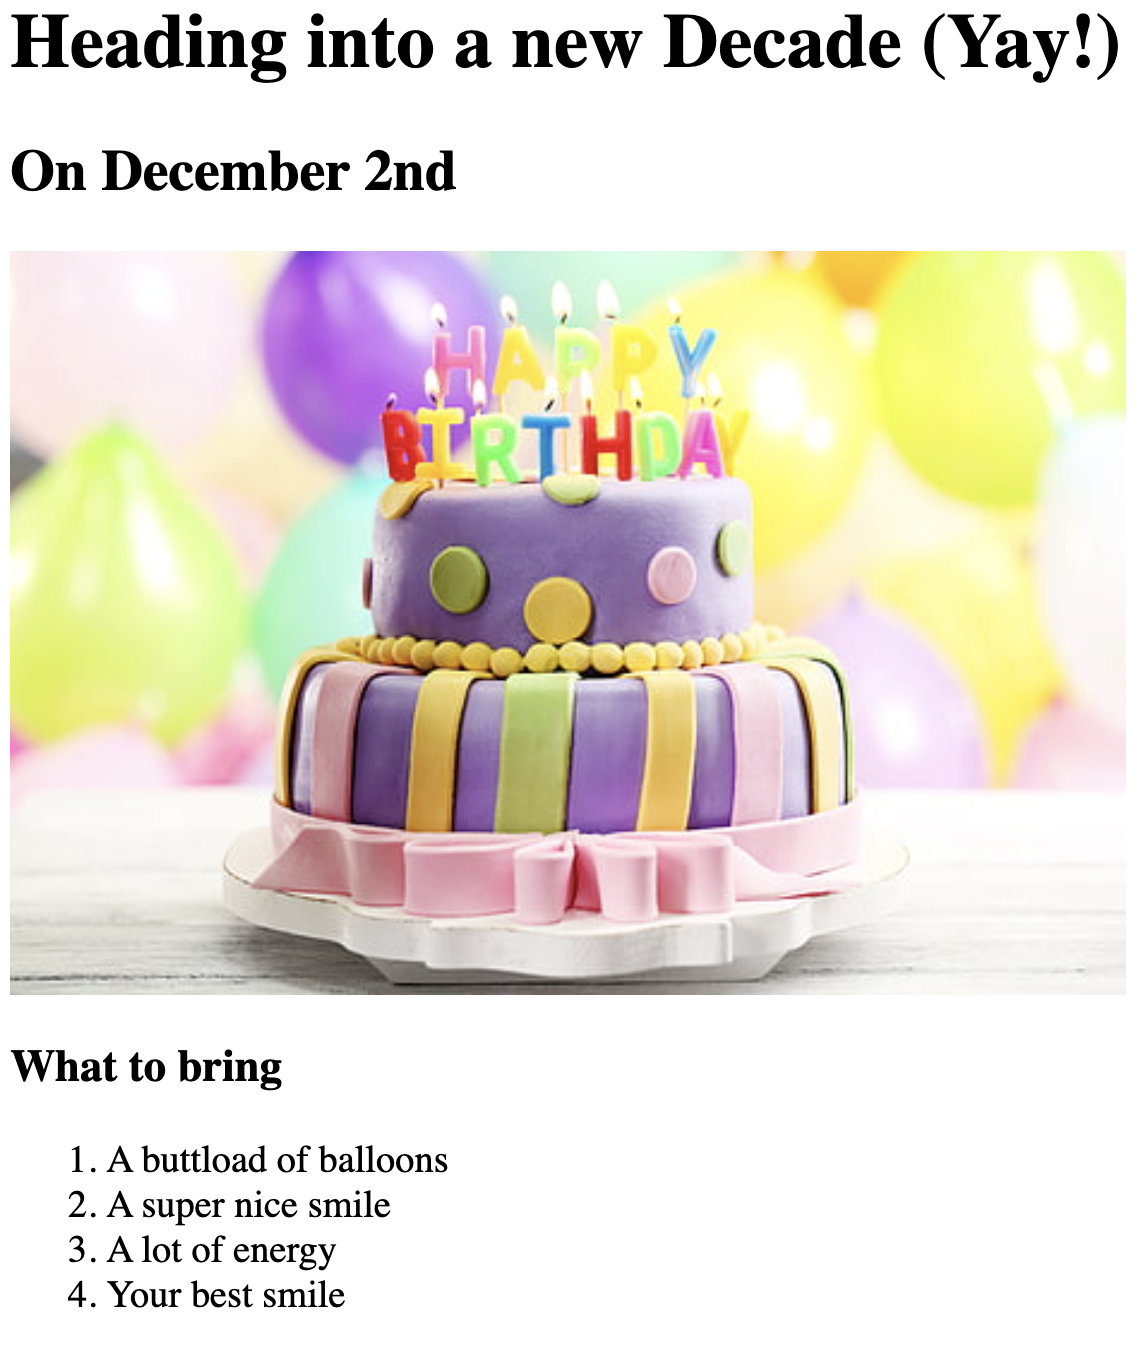 Heading into a new Decade (Yay!)
On December 2nd
HAPPY
BIRTHDAY
What to bring
1. A buttload of balloons
2. A super nice smile
3. A lot of energy
4. Your best smile